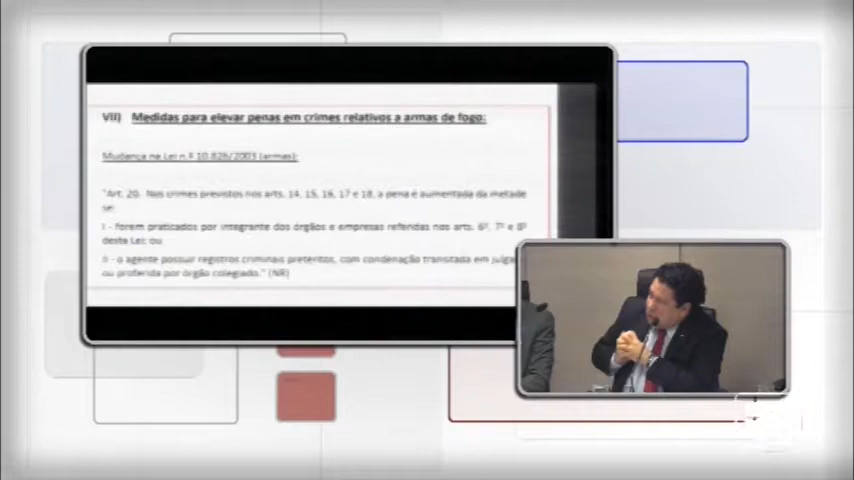 VII) Medidas para elevar penas em crimes relativos a armas de fogo:
Mudança na Lei n.º 10.826/2003 (armas):
"Art. 20. Nos crimes previstos nos arts. 14, 15, 16, 17 e 18, a pena é aumentada da metade
se:
I - forem praticados por integrante dos órgãos e empresas referidas nos arts. 6º, 7º e 8º
desta Lei; ou
II - o agente possuir registros criminais pretéritos, com condenação transitada em
ou proferida por órgão colegiado." (NR)